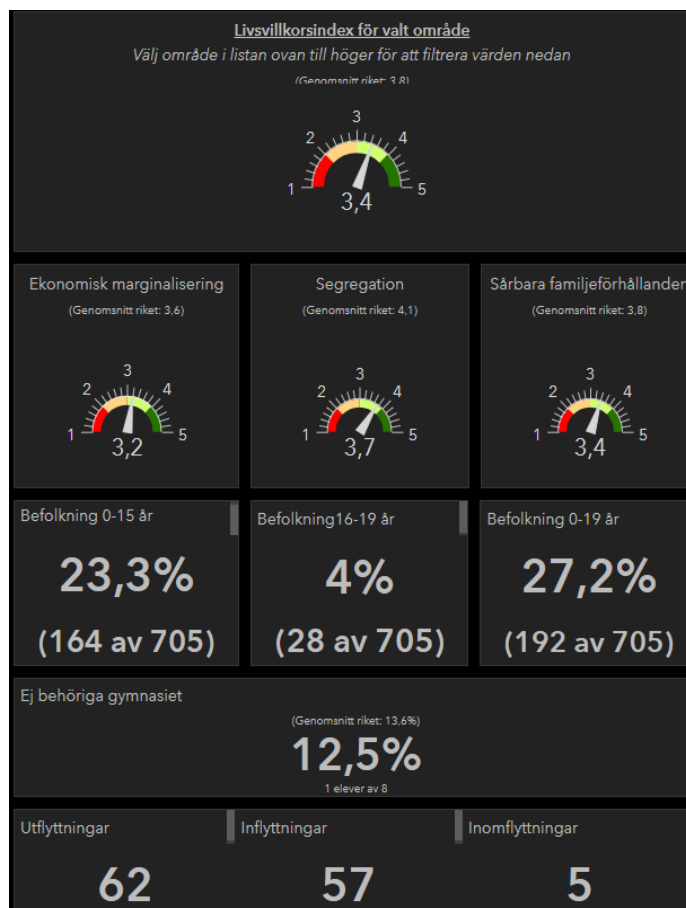 Livsvillkorsindex för valt område
Välj område i listan ovan till höger för att filtrera värden nedan
(Genomsnitt riket: 3,8)
3
2 4
1 5
3,4
Ekonomisk marginalisering
(Genomsnitt riket: 3,6)
3
2 4
1 5
3,2
Segregation
(Genomsnitt riket: 4,1)
3
2 4
1 5
3,7
Sårbara familjeförhållanden
(Genomsnitt riket: 3,8)
3
2 4
1 5
3,4
Befolkning 0-15 år
23,3%
(164 av 705)
Befolkning16-19 år
4%
(28 av 705)
Befolkning 0-19 år
27,2%
(192 av 705)
Ej behöriga gymnasiet
(Genomsnitt riket: 13,6%)
12,5%
1 elever av 8
Utflyttningar
62
Inflyttningar
57
Inomflyttningar
5